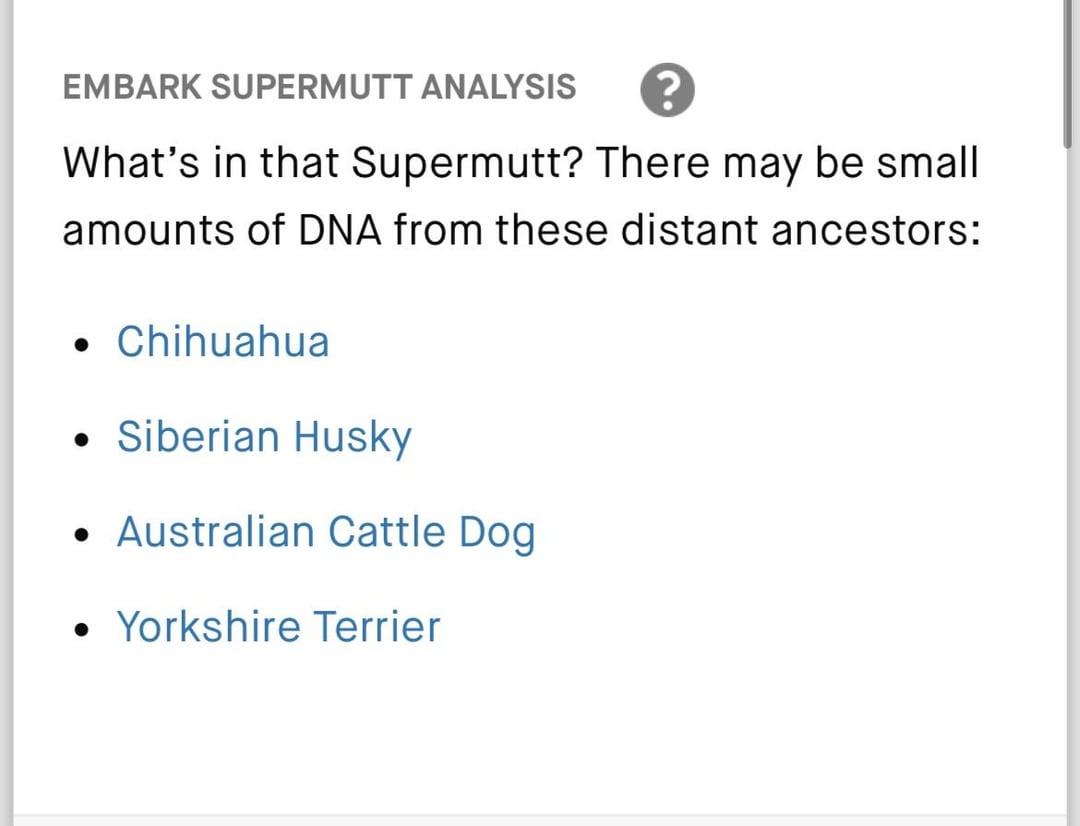 EMBARK SUPERMUTT ANALYSIS ?
What’s in that Supermutt? There may be small
amounts of DNA from these distant ancestors:
• Chihuahua
• Siberian Husky
• Australian Cattle Dog
• Yorkshire Terrier